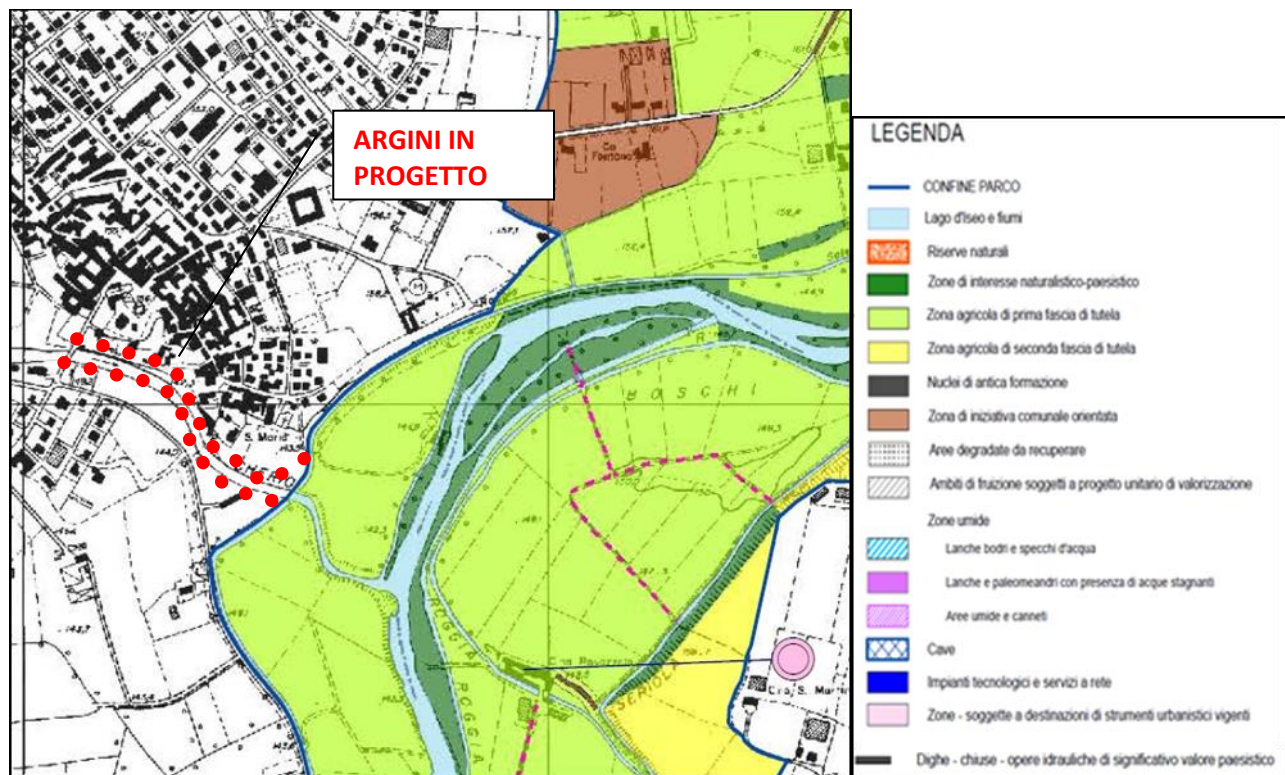 ARGINI IN
PROGETTO
BOSCHI
LEGENDA
CONFINE PARCO
Lago d'Iseo e fiumi
Riserve naturali
Zone di interesse naturalistico-paesistico
Zona agricola di prima fascia di tutela
Zona agricola di seconda fascia di tutela
Nuclei di antica formazione
Zona di iniziativa comunale orientata
Aree degradate da recuperare
Ambiti di fruizione soggetti a progetto unitario di valorizzazione
Zone umide
Lanche bodri e specchi d'acqua
Lanche e paleomeandri con presenza di acque stagnanti
Aree umide e canneti
Cave
Impianti tecnologici e servizi a rete
Zone - soggette a destinazioni di strumenti urbanistici vigenti
Dighe - chiuse - opere idrauliche di significativo valore paesistico